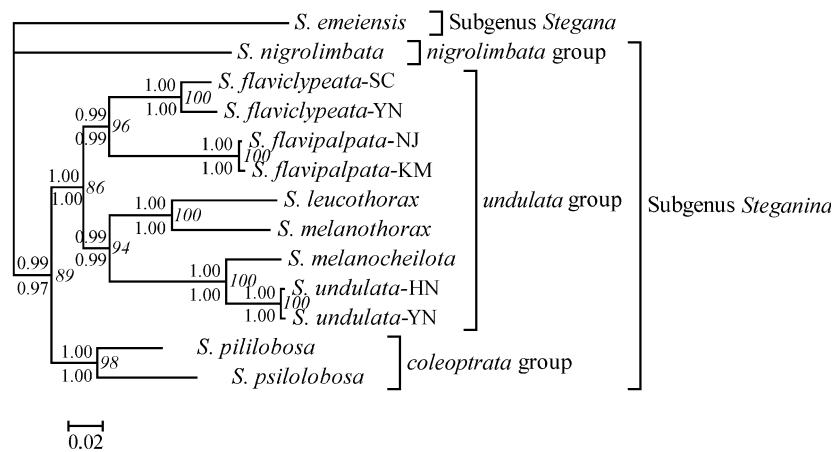 S. emeiensis
Subgenus Stegana
S. nigrolimbata
nigrolimbata group
1.00
S. flaviclypeata-SC
1.00
100
S. flaviclypeata-YN
0.99
0.99
96
1.00
S. flavipalpata-NJ
1.00
100
S. flavipalpata-KM
1.00
1.00
86
1.00
S. leucothorax
1.00
100
S. melanothorax
undulata group
Subgenus Steganina
0.99
0.99
94
S. melanocheilota
1.00
1.00
100
1.00
S. undulata-HN
1.00
100
S. undulata-YN
0.99
0.97
89
1.00
S. pililobosa
1.00
98
S. psilolobosa
coleoptrata group
0.02